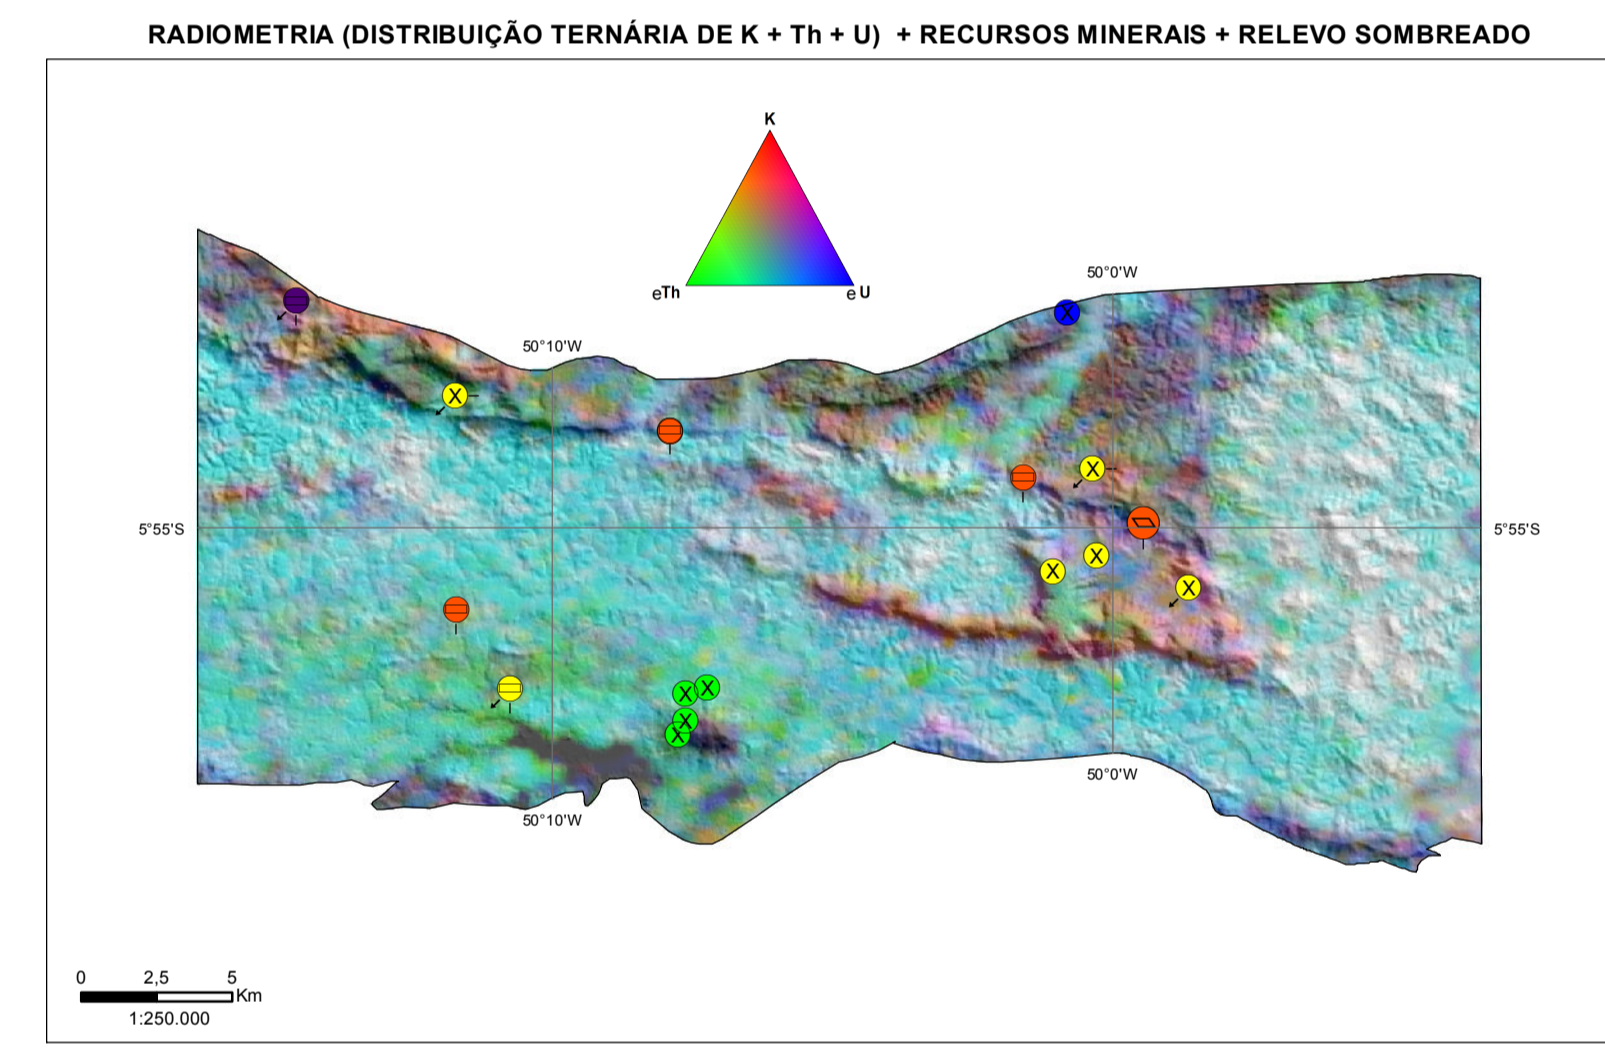 RADIOMETRIA (DISTRIBUIÇÃO TERNÁRIA DE K + Th + U) + RECURSOS MINERAIS + RELEVO SOMBREADO
K
eTh
eU
50°0'W
50°10'W
X
X
X
5°55'S
5°55'S
X
X
X
X
X
X
X
50°0'W
50°10'W
0 2,5 5
Km
1:250.000